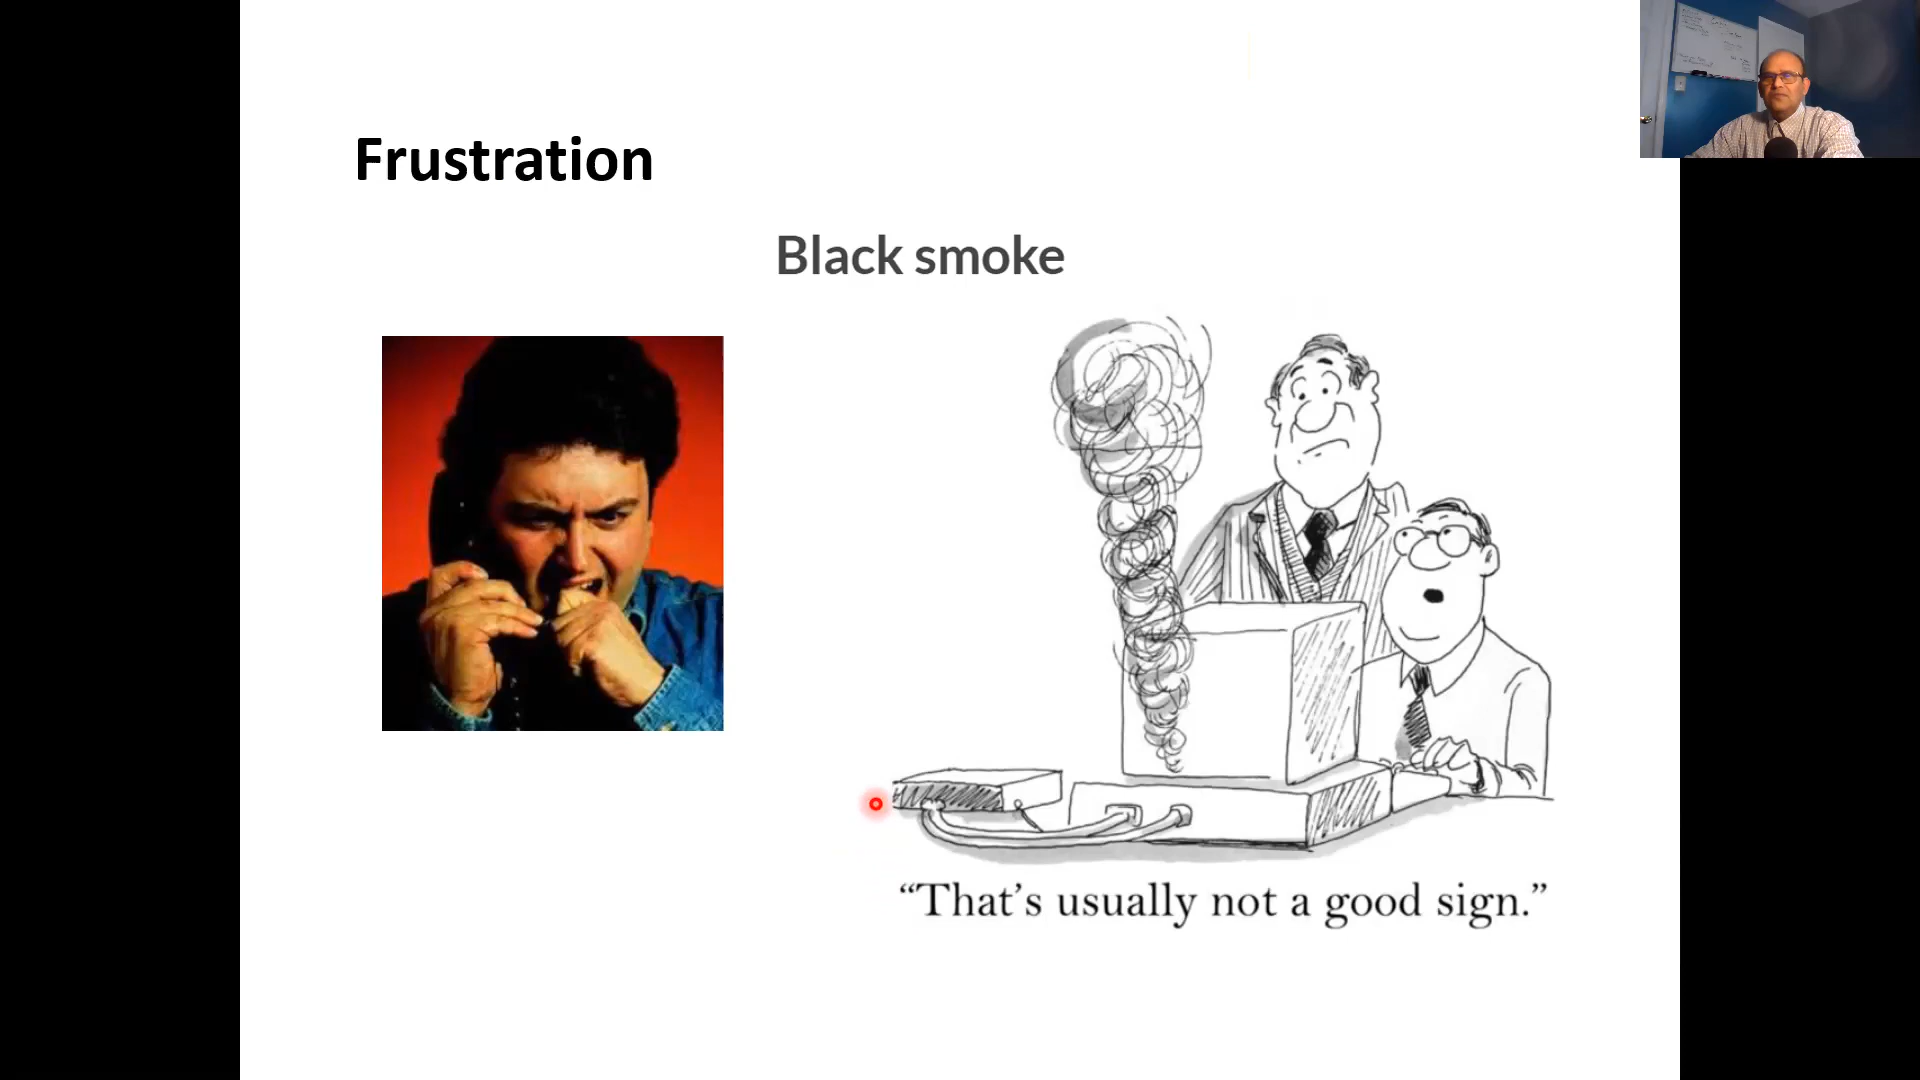 Frustration
Black smoke
“That’s usually not a good sign.”